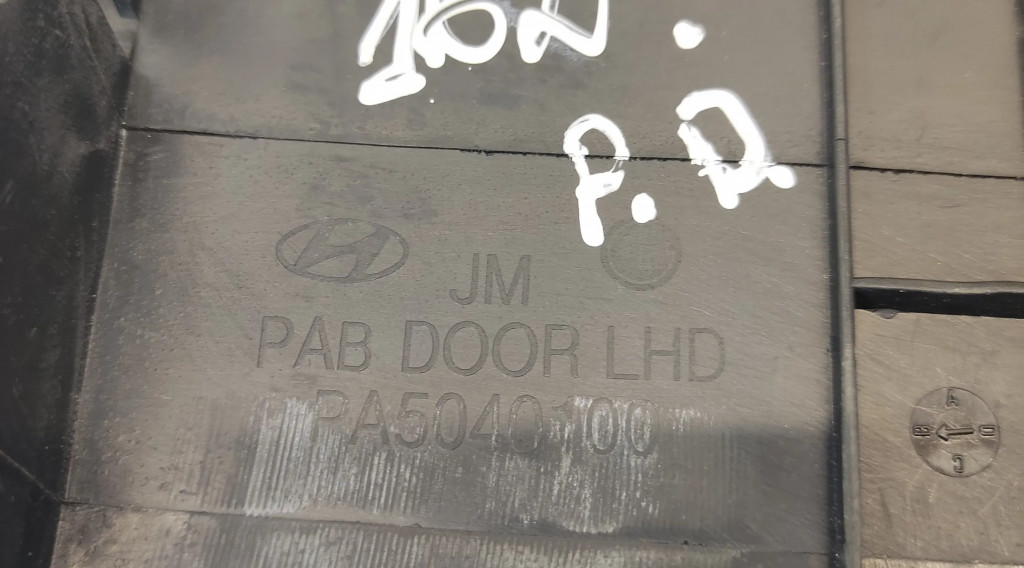 P.D.
JM
PAB DOOR LHD
PA5040100
A
B D
C